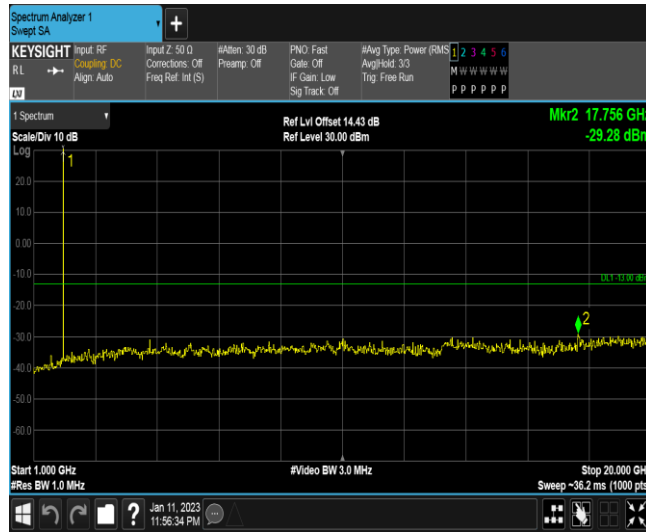 Spectrum Analyzer 1
Swept SA
+
KEYSIGHT Input: RF Input Z: 50 Ω #Atten: 30 dB PNO: Fast #Avg Type: Power (RMS 1 2 3 4 5 6
RL Coupling: DC Corrections: Off Preamp: Off Gate: Off Avg|Hold: 3/3 M W W W W W
Align: Auto Freq Ref: Int (S) IF Gain: Low Trig: Free Run
LXI Sig Track: Off P P P P P P
1 Spectrum Ref Lvl Offset 14.43 dB Mkr2 17.756 GHz
Scale/Div 10 dB Ref Level 30.00 dBm -29.28 dBm
Log
1
20.0
10.0
0.00
-10.0
DL1 -13.00 dBm
-20.0
2
-30.0
-40.0
-50.0
-60.0
Start 1.000 GHz #Video BW 3.0 MHz Stop 20.000 GHz
#Res BW 1.0 MHz Sweep ~36.2 ms (1000 pts)
? Jan 11, 2023
11:56:34 PM